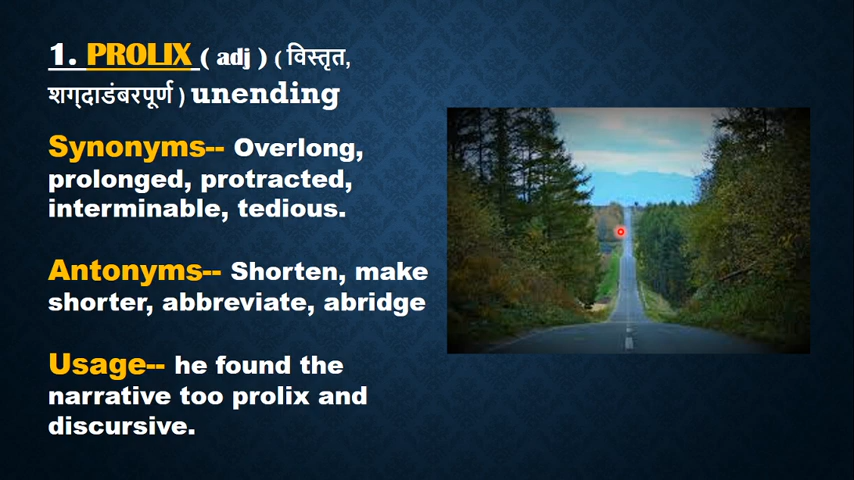 1. PROLIX ( adj ) ( विस्तृत,
शग्दाडंबरपूर्ण ) unending
Synonyms-- Overlong,
prolonged, protracted,
interminable, tedious.
Antonyms-- Shorten, make
shorter, abbreviate, abridge
Usage-- he found the
narrative too prolix and
discursive.